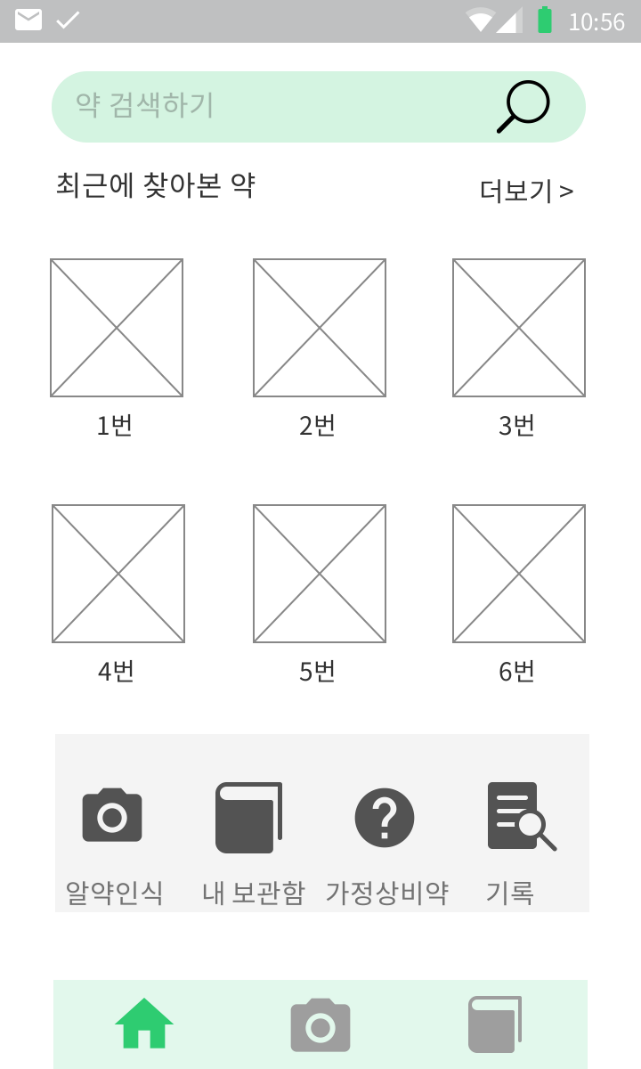 10:56
약 검색하기
최근에 찾아본 약
더보기 >
1번 2번 3번
4번 5번 6번
알약인식 내 보관함 가정상비약 기록